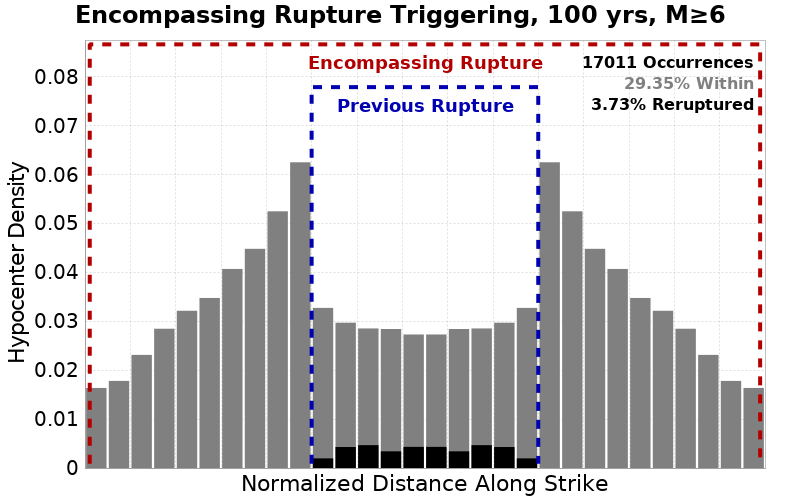 Encompassing Rupture Triggering, 100 yrs, M≥6
Encompassing Rupture
17011 Occurrences
29.35% Within
3.73% Reruptured
Previous Rupture
Hypocenter Density
0.08
0.07
0.06
0.05
0.04
0.03
0.02
0.01
0
Normalized Distance Along Strike